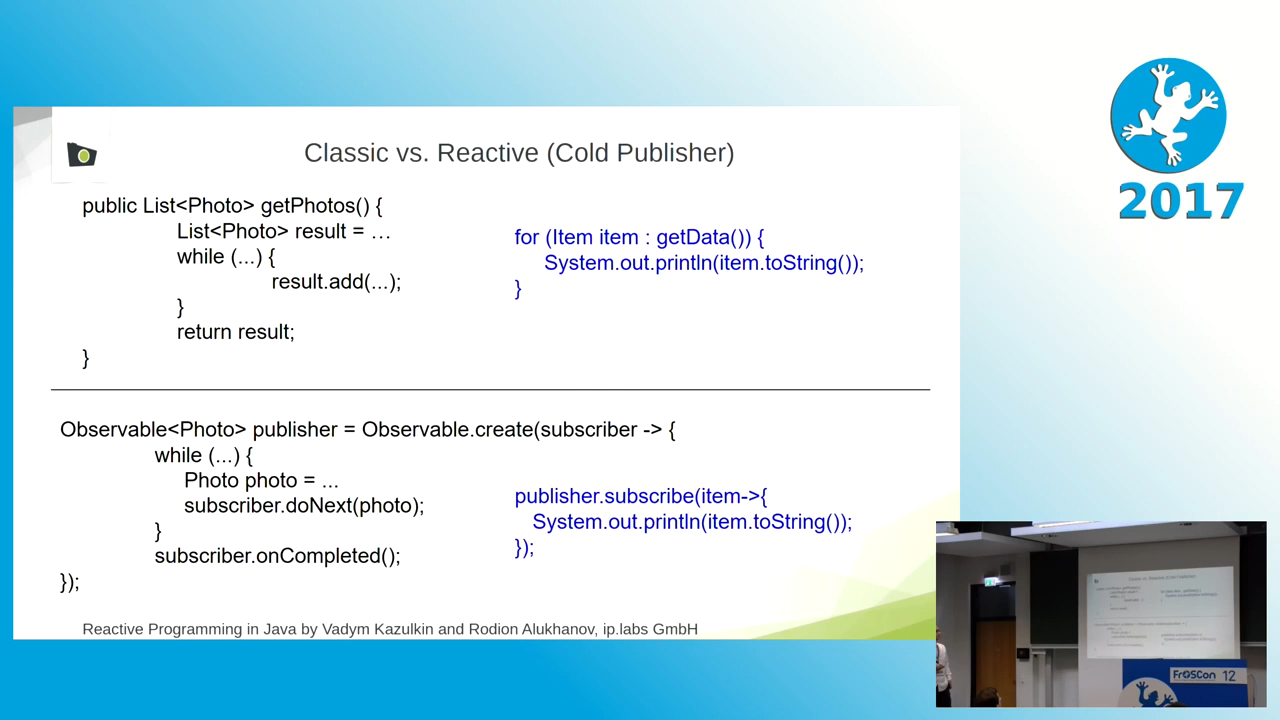 Classic vs. Reactive (Cold Publisher)
public List<Photo> getPhotos() {
List<Photo> result = …
while (...) {
result.add(...);
}
return result;
}
for (Item item : getData()) {
System.out.println(item.toString());
}
Observable<Photo> publisher = Observable.create(subscriber -> {
while (...) {
Photo photo = ...
subscriber.doNext(photo);
}
subscriber.onCompleted();
});
publisher.subscribe(item->{
System.out.println(item.toString());
});
Reactive Programming in Java by Vadym Kazulkin and Rodion Alukhanov, ip.labs GmbH
2017
FrOSCon 12